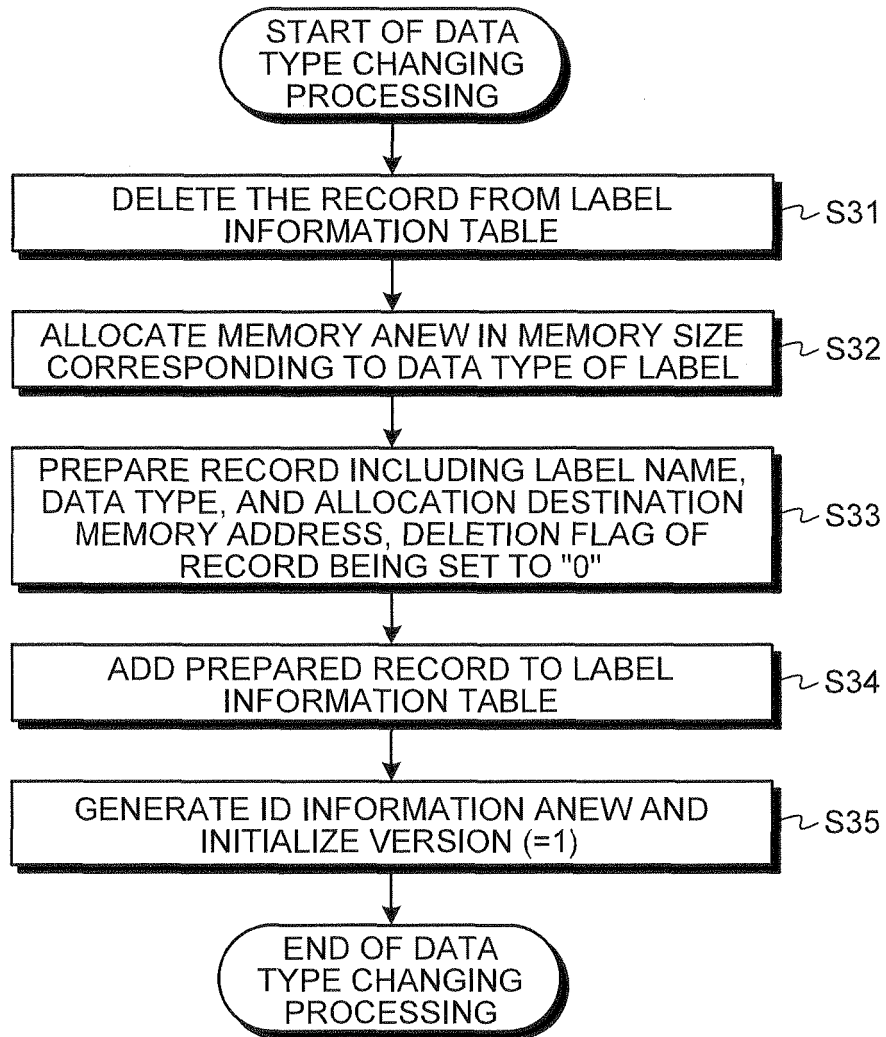 START OF DATA
TYPE CHANGING
PROCESSING
DELETE THE RECORD FROM LABEL
INFORMATION TABLE
S31
ALLOCATE MEMORY ANEW IN MEMORY SIZE
CORRESPONDING TO DATA TYPE OF LABEL
S32
PREPARE RECORD INCLUDING LABEL NAME,
DATA TYPE, AND ALLOCATION DESTINATION
MEMORY ADDRESS, DELETION FLAG OF
RECORD BEING SET TO "0"
S33
ADD PREPARED RECORD TO LABEL
INFORMATION TABLE
S34
GENERATE ID INFORMATION ANEW AND
INITIALIZE VERSION (=1)
S35
END OF DATA
TYPE CHANGING
PROCESSING